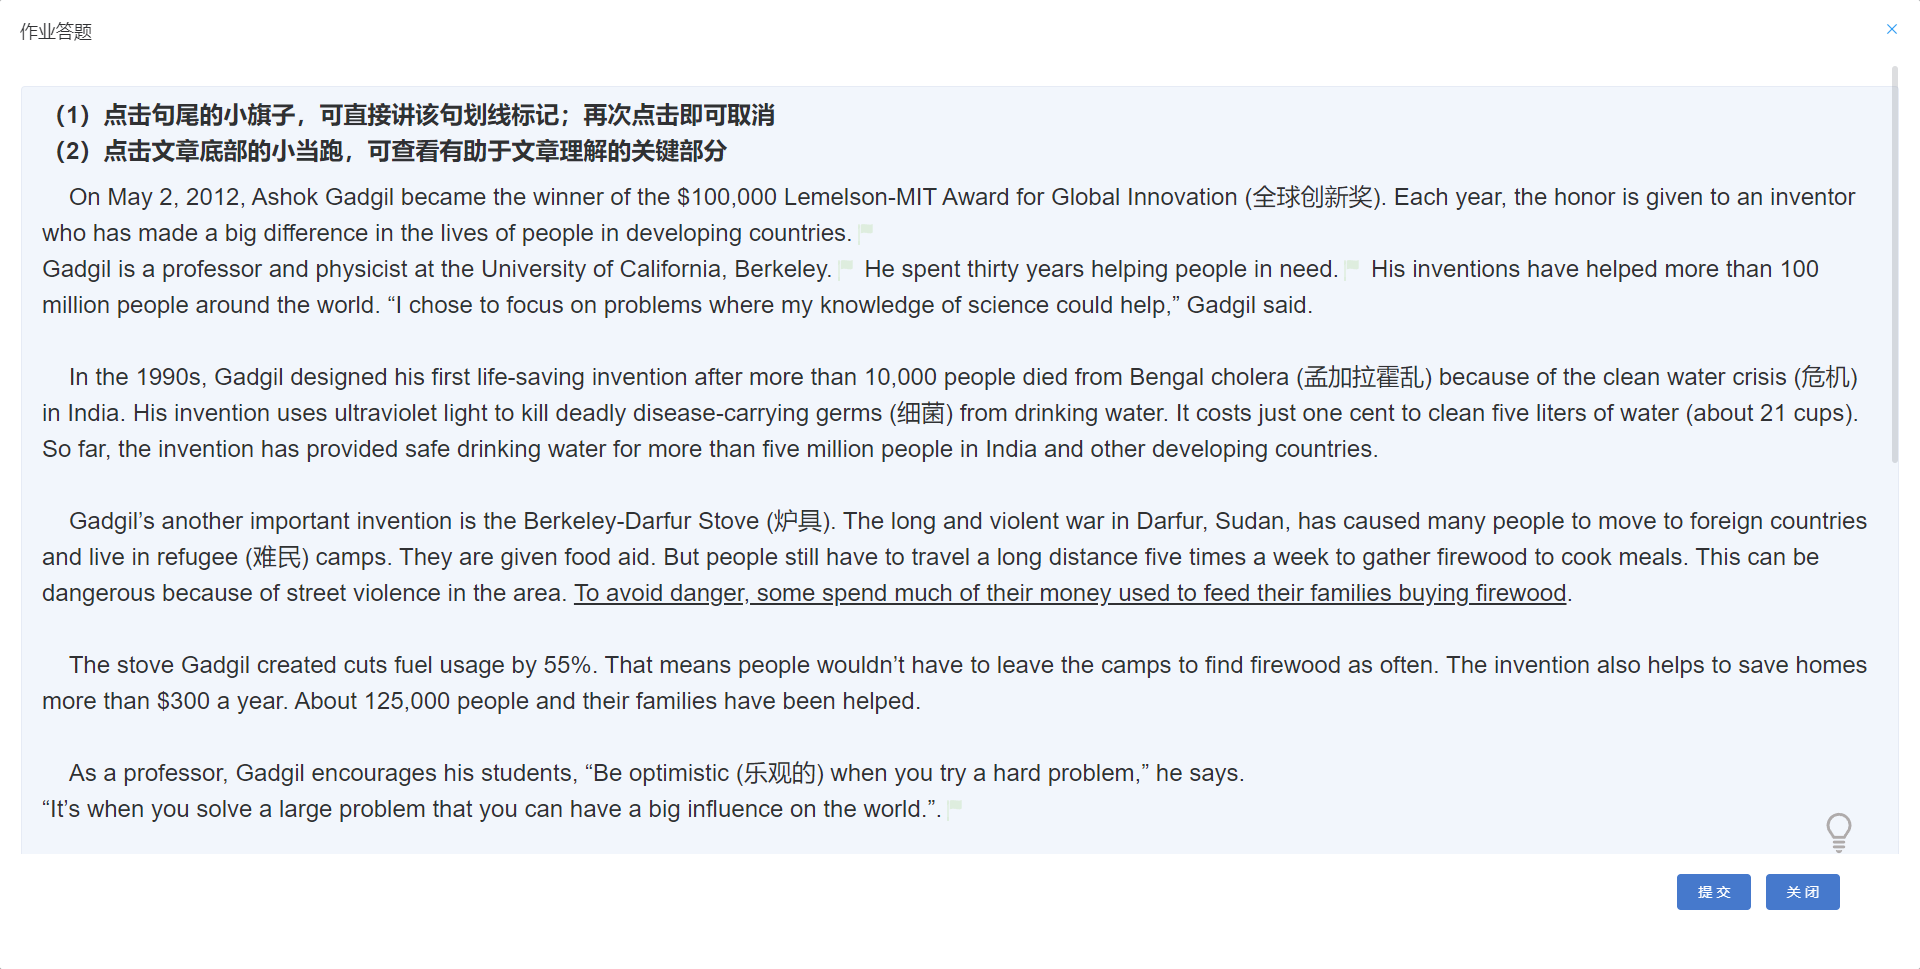 作业答题
（1）点击句尾的小旗子，可直接讲该句划线标记；再次点击即可取消
（2）点击文章底部的小当跑，可查看有助于文章理解的关键部分
On May 2, 2012, Ashok Gadgil became the winner of the $100,000 Lemelson-MIT Award for Global Innovation (全球创新奖). Each year, the honor is given to an inventor
who has made a big difference in the lives of people in developing countries.
Gadgil is a professor and physicist at the University of California, Berkeley. He spent thirty years helping people in need. His inventions have helped more than 100
million people around the world. “I chose to focus on problems where my knowledge of science could help,” Gadgil said.
In the 1990s, Gadgil designed his first life-saving invention after more than 10,000 people died from Bengal cholera (孟加拉霍乱) because of the clean water crisis (危机)
in India. His invention uses ultraviolet light to kill deadly disease-carrying germs (细菌) from drinking water. It costs just one cent to clean five liters of water (about 21 cups).
So far, the invention has provided safe drinking water for more than five million people in India and other developing countries.
Gadgil’s another important invention is the Berkeley-Darfur Stove (炉具). The long and violent war in Darfur, Sudan, has caused many people to move to foreign countries
and live in refugee (难民) camps. They are given food aid. But people still have to travel a long distance five times a week to gather firewood to cook meals. This can be
dangerous because of street violence in the area. To avoid danger, some spend much of their money used to feed their families buying firewood.
The stove Gadgil created cuts fuel usage by 55%. That means people wouldn’t have to leave the camps to find firewood as often. The invention also helps to save homes
more than $300 a year. About 125,000 people and their families have been helped.
As a professor, Gadgil encourages his students, “Be optimistic (乐观的) when you try a hard problem,” he says.
“It’s when you solve a large problem that you can have a big influence on the world.”.
提交 关闭